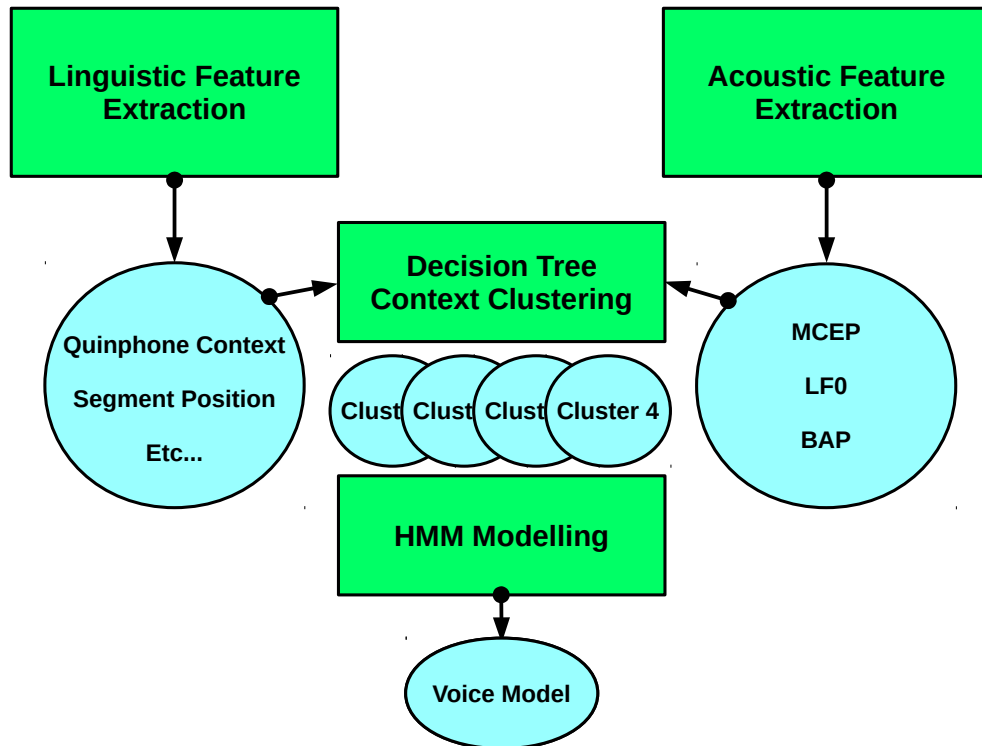 Linguistic Feature
Extraction
Acoustic Feature
Extraction
Decision Tree
Context Clustering
Quinphone Context
Segment Position
Etc...
MCEP
LF0
BAP
Clust
Clust
Clust
Cluster 4
HMM Modelling
Voice Model